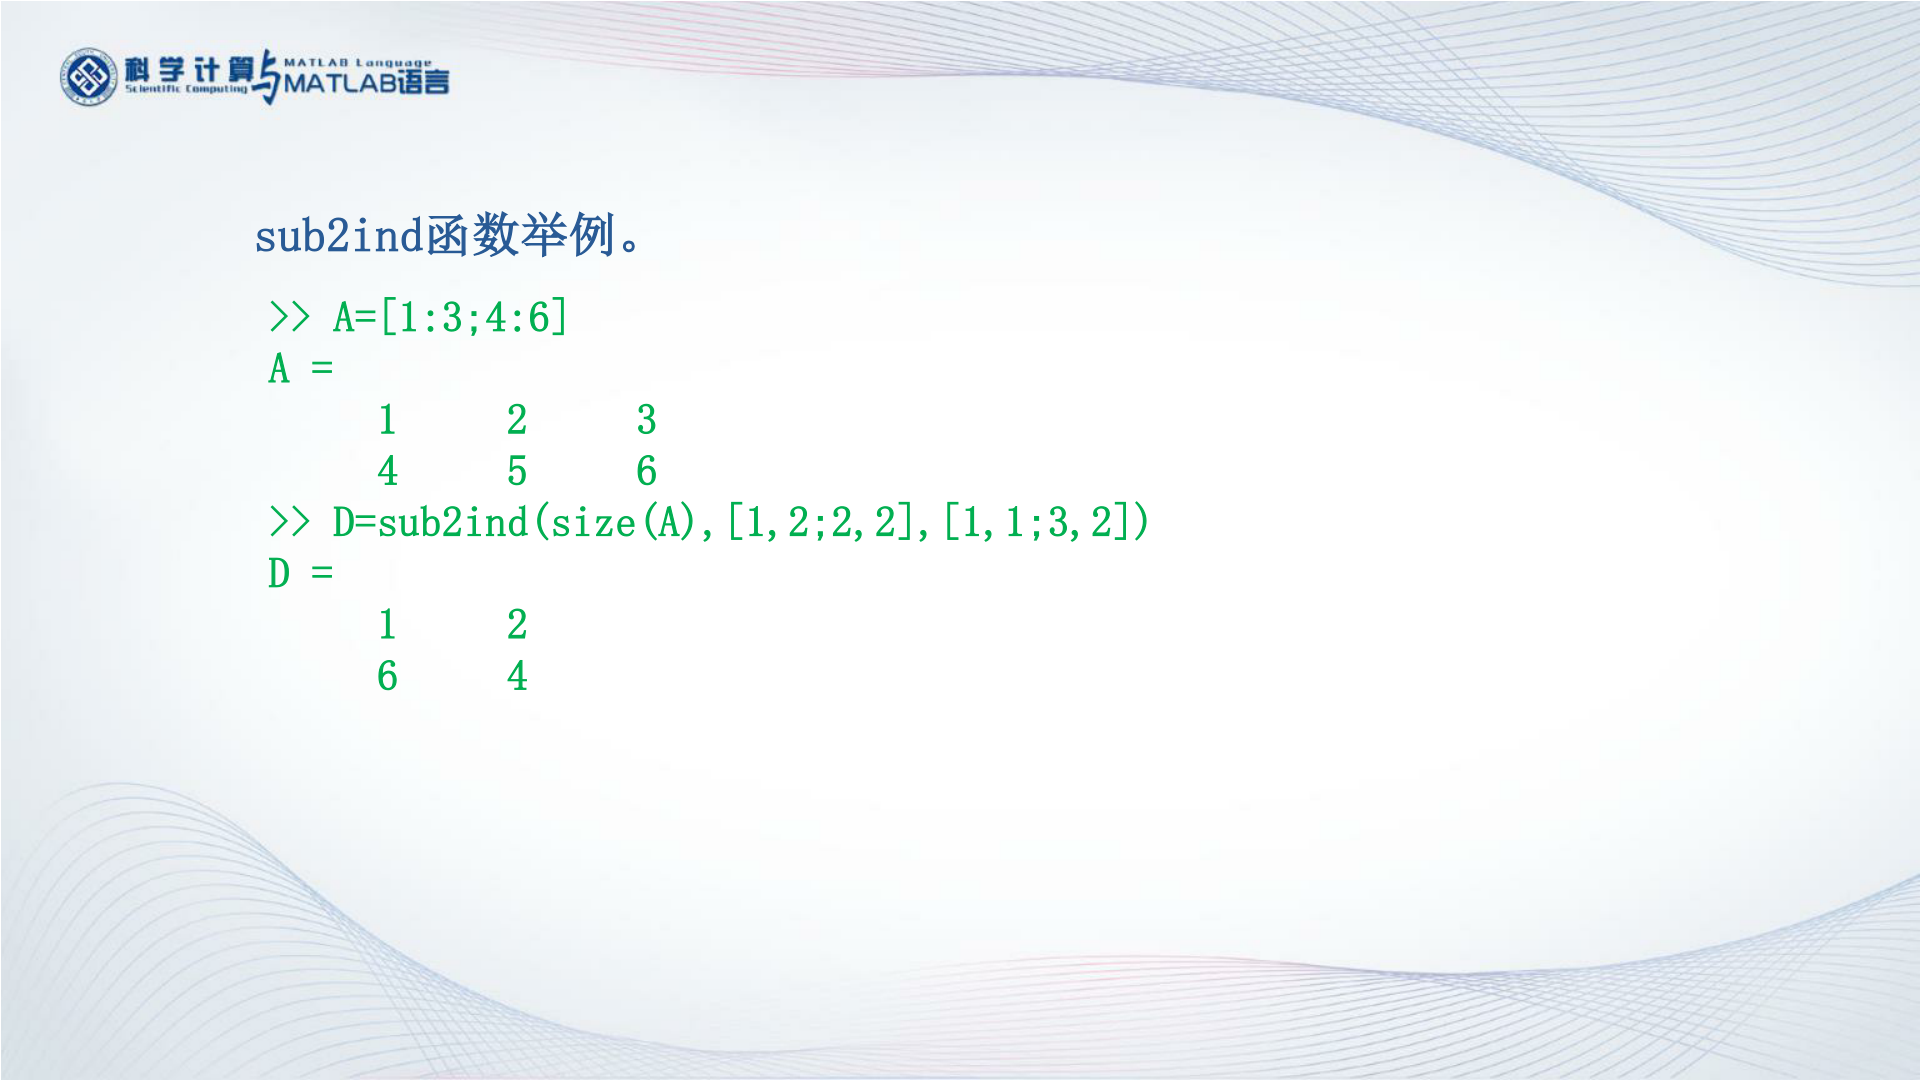 科学计算与MATLAB语言
Scientific Computing
MATLAB Language
sub2ind函数举例。
>> A=[1:3;4:6]
A =
1 2 3
4 5 6
>> D=sub2ind(size(A),[1,2;2,2],[1,1;3,2])
D =
1 2
6 4